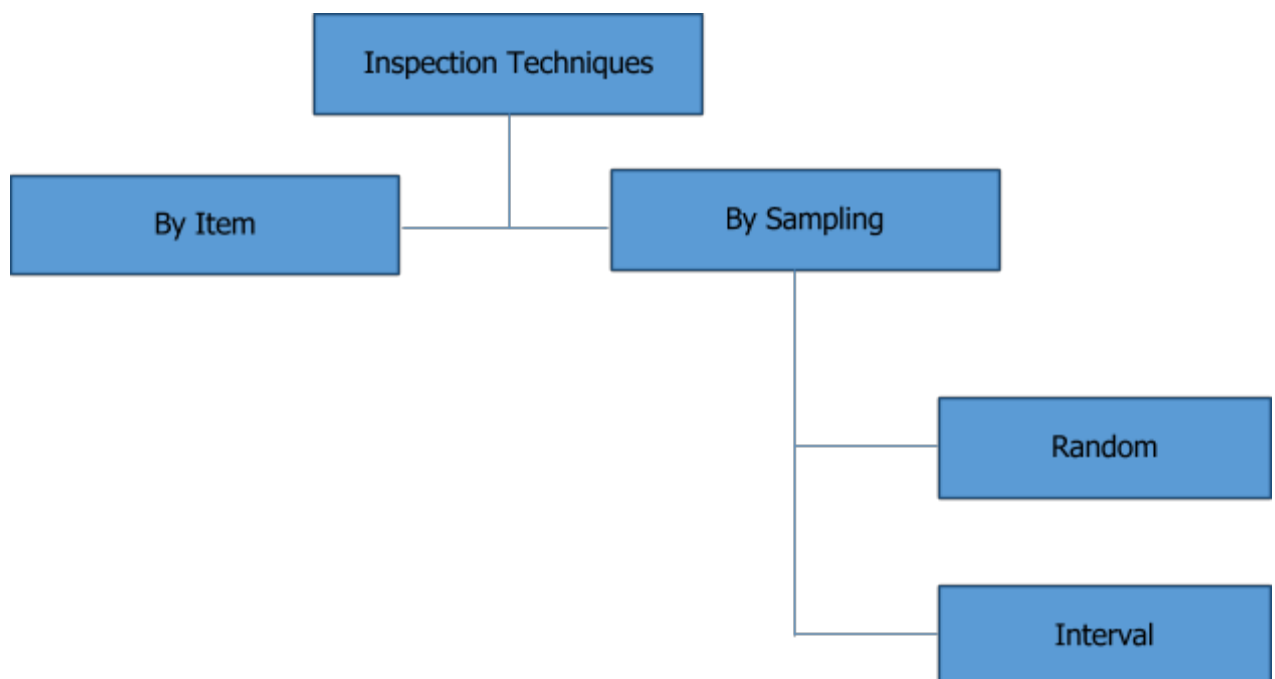 Inspection Techniques
By Item
By Sampling
Random
Interval